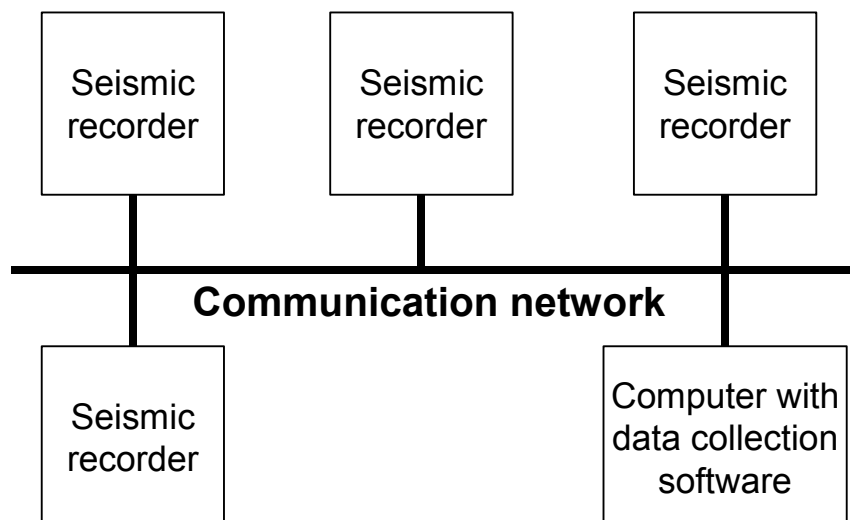 Seismic
recorder
Seismic
recorder
Seismic
recorder
Communication network
Seismic
recorder
Computer with
data collection
software